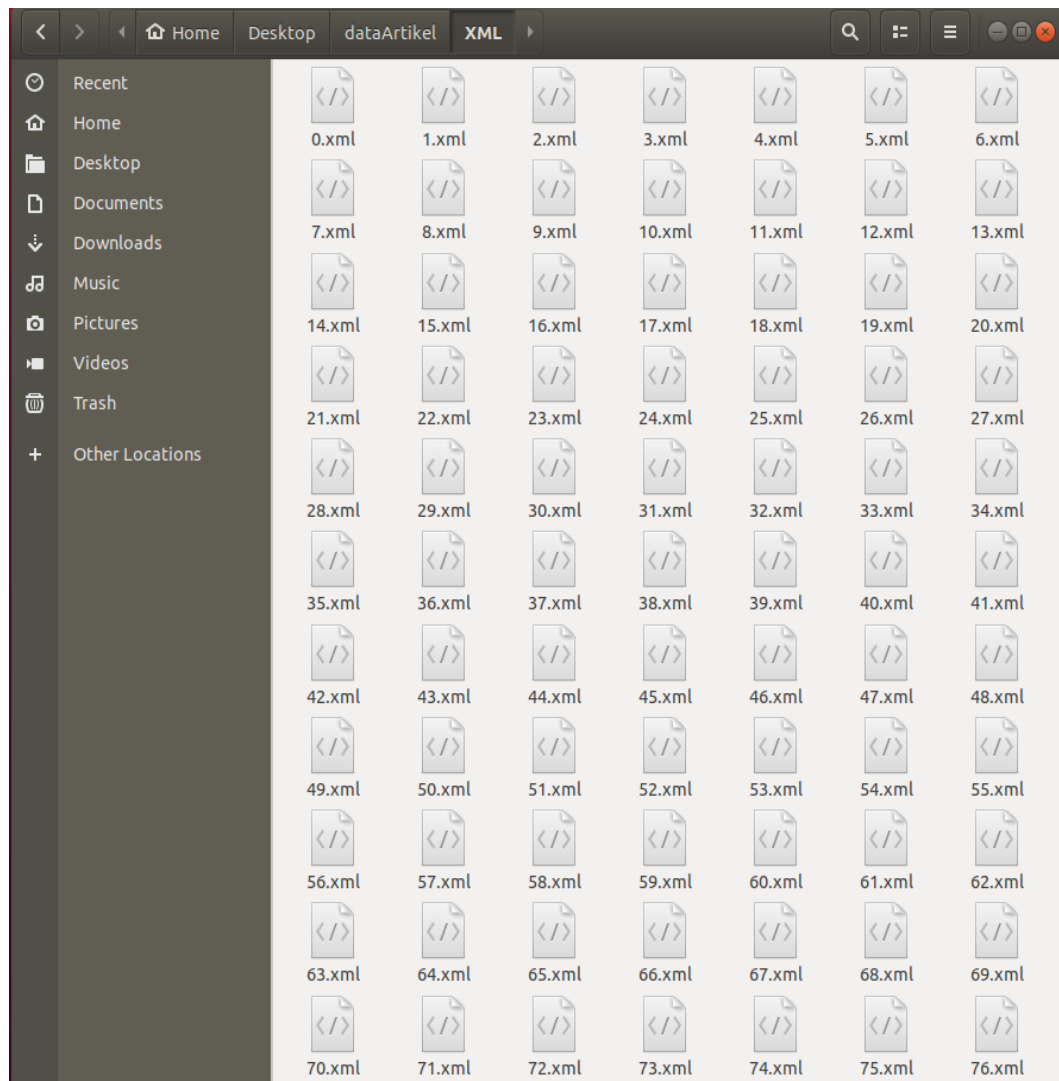 Home Desktop dataArtikel XML
Recent
Home
Desktop
Documents
Downloads
Music
Pictures
Videos
Trash
Other Locations
0.xml 1.xml 2.xml 3.xml 4.xml 5.xml 6.xml
7.xml 8.xml 9.xml 10.xml 11.xml 12.xml 13.xml
14.xml 15.xml 16.xml 17.xml 18.xml 19.xml 20.xml
21.xml 22.xml 23.xml 24.xml 25.xml 26.xml 27.xml
28.xml 29.xml 30.xml 31.xml 32.xml 33.xml 34.xml
35.xml 36.xml 37.xml 38.xml 39.xml 40.xml 41.xml
42.xml 43.xml 44.xml 45.xml 46.xml 47.xml 48.xml
49.xml 50.xml 51.xml 52.xml 53.xml 54.xml 55.xml
56.xml 57.xml 58.xml 59.xml 60.xml 61.xml 62.xml
63.xml 64.xml 65.xml 66.xml 67.xml 68.xml 69.xml
70.xml 71.xml 72.xml 73.xml 74.xml 75.xml 76.xml